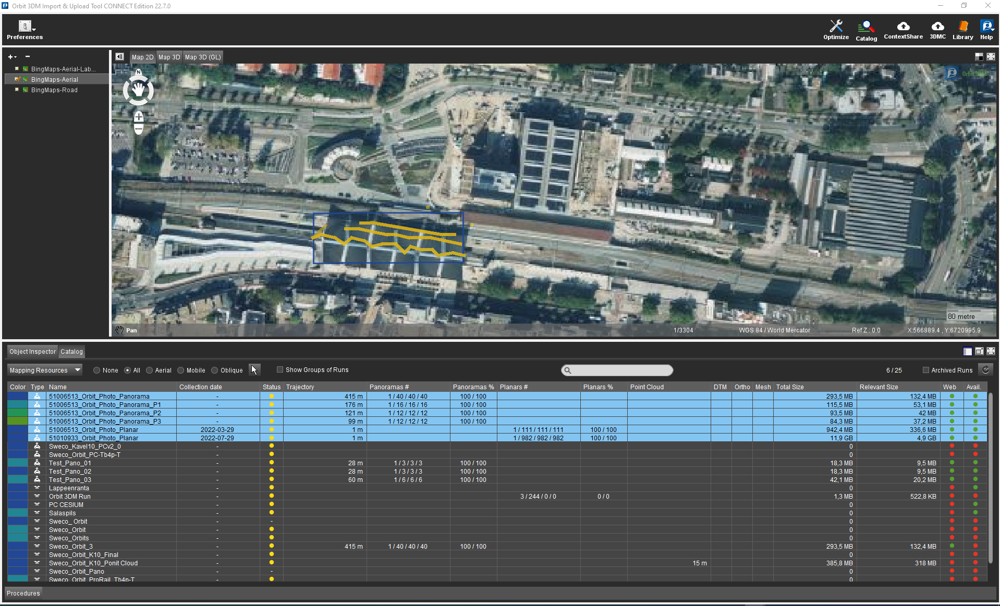 Orbit 3DM Import & Upload Tool CONNECT Edition 22.7.0
Preferences
Optimize Catalog ContextShare 3DMC Library Help
Map 2D Map 3D Map 3D (GL)
BingMaps-Aerial-Lab...
BingMaps-Aerial
BingMaps-Road
N
Orbit 3DM
80 metre
Pan 1/3304 WGS 84 / World Mercator Ref Z : 0.0 X:566889.4 , Y:6720995.9
Object Inspector Catalog
Mapping Resources None All Aerial Mobile Oblique Show Groups of Runs 6 / 25 Archived Runs
Color Type Name Collection date Status Trajectory Panoramas # Panoramas % Planars # Planars % Point Cloud DTM Ortho Mesh Total Size Relevant Size Web Avail.
51006513_Orbit_Photo_Panorama - 415 m 1 / 40 / 40 / 40 100 / 100 293,5 MB 132,4 MB
51006513_Orbit_Photo_Panorama_P1 - 176 m 1 / 16 / 16 / 16 100 / 100 115,5 MB 53,1 MB
51006513_Orbit_Photo_Panorama_P2 - 121 m 1 / 12 / 12 / 12 100 / 100 93,5 MB 42 MB
51006513_Orbit_Photo_Panorama_P3 - 99 m 1 / 12 / 12 / 12 100 / 100 84,3 MB 37,2 MB
51006513_Orbit_Photo_Planar 2022-03-29 1 m 1 / 111 / 111 / 111 100 / 100 942,4 MB 336,6 MB
51010933_Orbit_Photo_Planar 2022-07-29 1 m 1 / 982 / 982 / 982 100 / 100 11,9 GB 4,9 GB
Sweco_Kavel10_PCv2_0 - 0
Sweco_Orbit_PC-Tb4p-T - 0
Test_Pano_01 - 28 m 1 / 3 / 3 / 3 100 / 100 18,3 MB 9,5 MB
Test_Pano_02 - 28 m 1 / 3 / 3 / 3 100 / 100 18,3 MB 9,5 MB
Test_Pano_03 - 60 m 1 / 6 / 6 / 6 100 / 100 42,1 MB 20,2 MB
Lappeenranta - 0
Orbit 3DM Run - 3 / 244 / 0 / 0 0 / 0 1,3 MB 522,8 KB
PC CESIUM - 0
Salaspils - 0
Sweco_ Orbit - - 0
Sweco_Orbit - 0
Sweco_Orbits - 0
Sweco_Orbit_3 - 415 m 1 / 40 / 40 / 40 100 / 100 293,5 MB 132,4 MB
Sweco_Orbit_K10_Final - 0
Sweco_Orbit_K10_Ponit Cloud - 15 m 385,8 MB 318 MB
Sweco_Orbit_Pano - - 0
Sweco_Orbit_ProRail_Tb4p-T - 0
Procedures